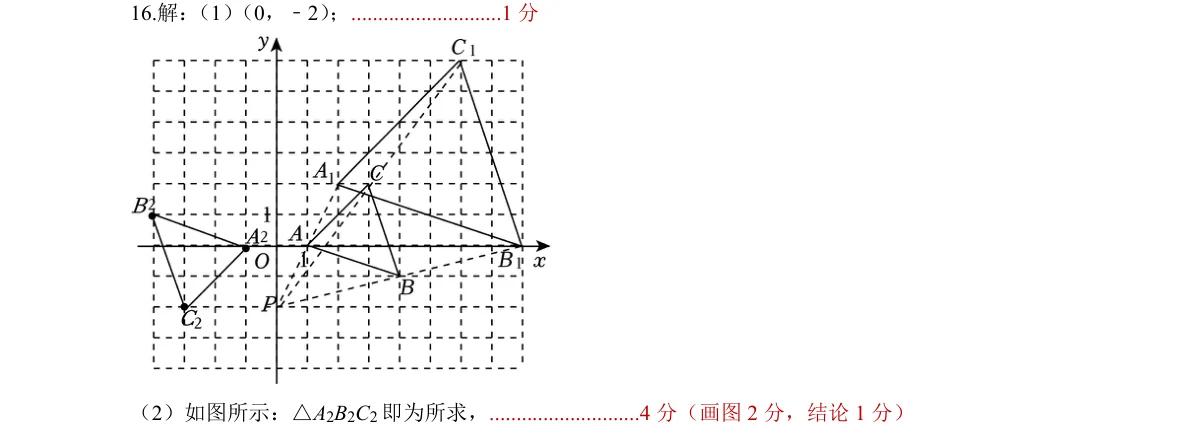 16.解：（1）（0，﹣2）；............................1 分
y
C1
A1
C
B2
1
A2
A
O
1
B1
x
B
P
C2
（2）如图所示：△A2B2C2 即为所求，............................4 分（画图 2 分，结论 1 分）